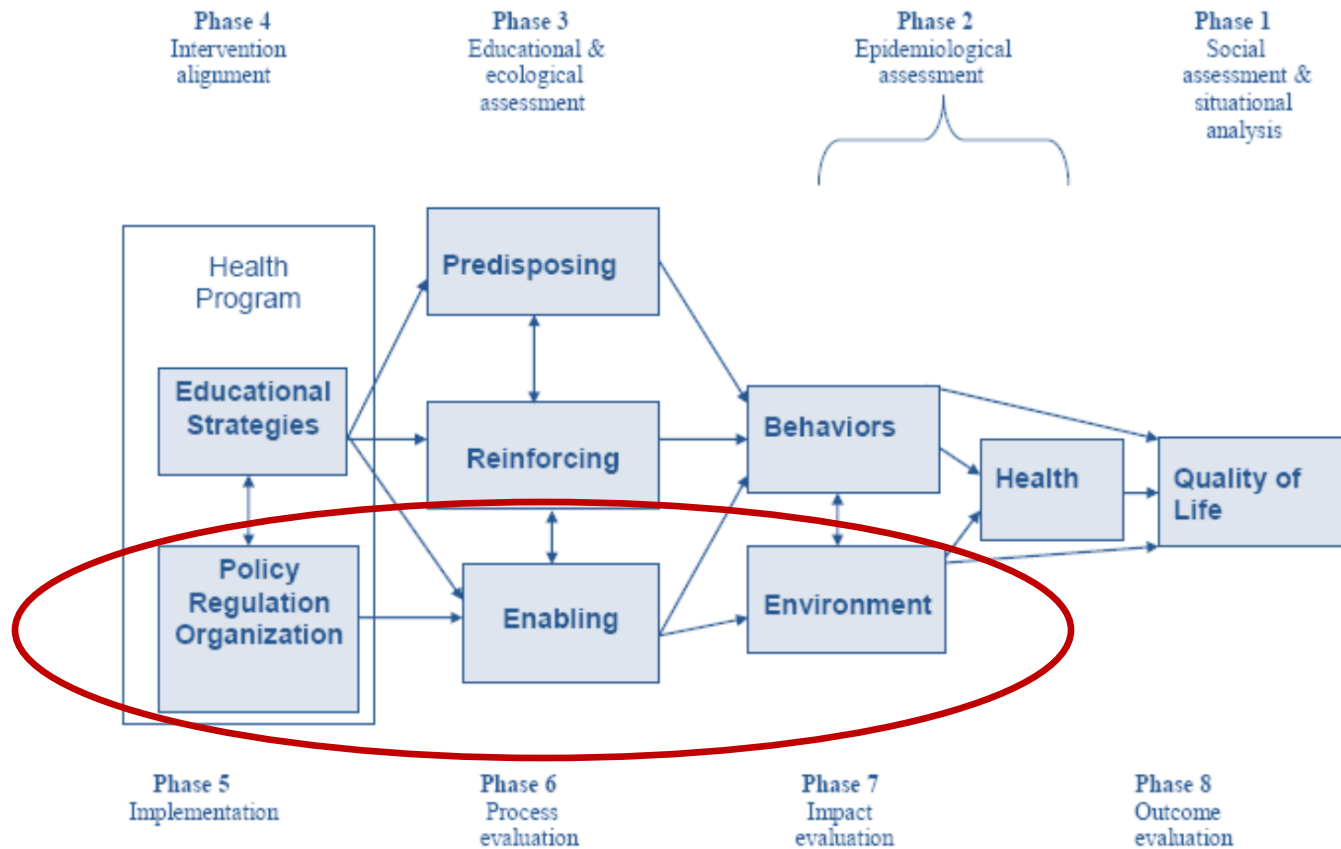 Phase 4
Intervention
alignment
Phase 3
Educational &
ecological
assessment
Phase 2
Epidemiological
assessment
Phase 1
Social
assessment &
situational
analysis
Health
Program
Predisposing
Educational
Strategies
Reinforcing
Behaviors
Health
Quality of
Life
Policy
Regulation
Organization
Enabling
Environment
Phase 5
Implementation
Phase 6
Process
evaluation
Phase 7
Impact
evaluation
Phase 8
Outcome
evaluation